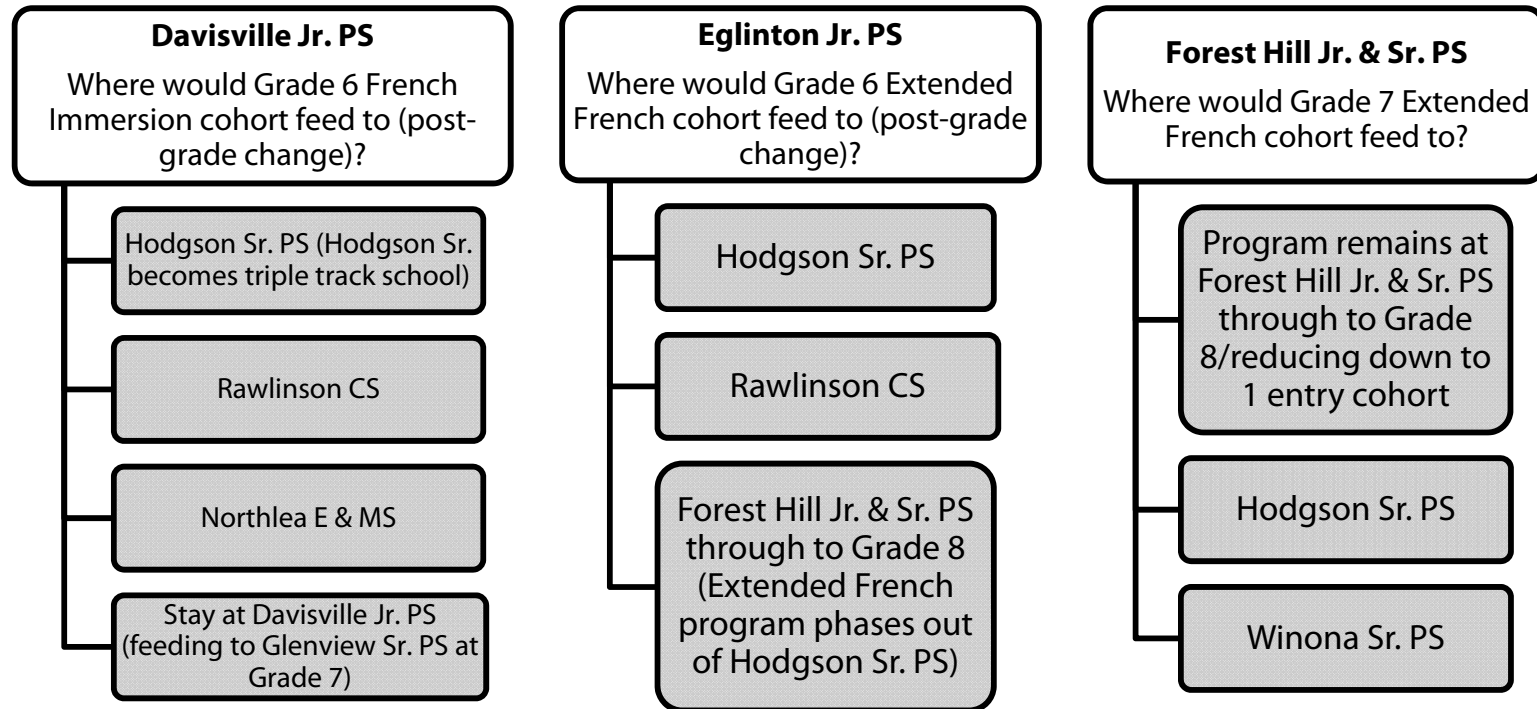 Davisville Jr. PS
Where would Grade 6 French
Immersion cohort feed to (post-
grade change)?
Hodgson Sr. PS (Hodgson Sr.
becomes triple track school)
Rawlinson CS
Northlea E & MS
Stay at Davisville Jr. PS
(feeding to Glenview Sr. PS at
Grade 7)
Eglinton Jr. PS
Where would Grade 6 Extended
French cohort feed to (post-grade
change)?
Hodgson Sr. PS
Rawlinson CS
Forest Hill Jr. & Sr. PS
through to Grade 8
(Extended French
program phases out
of Hodgson Sr. PS)
Forest Hill Jr. & Sr. PS
Where would Grade 7 Extended
French cohort feed to?
Program remains at
Forest Hill Jr. & Sr. PS
through to Grade
8/reducing down to
1 entry cohort
Hodgson Sr. PS
Winona Sr. PS